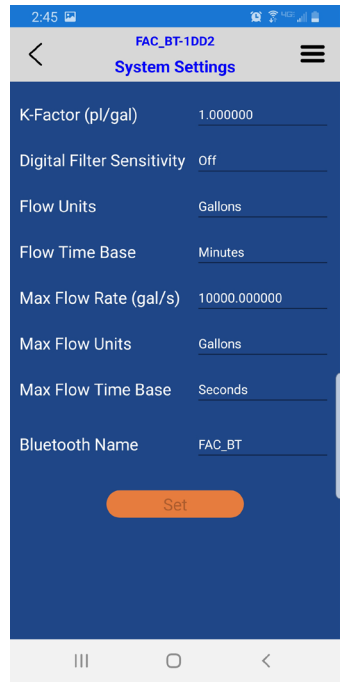 2:45
FAC_BT-1DD2
System Settings
K-Factor (pl/gal) 1.000000
Digital Filter Sensitivity Off
Flow Units Gallons
Flow Time Base Minutes
Max Flow Rate (gal/s) 10000.000000
Max Flow Units Gallons
Max Flow Time Base Seconds
Bluetooth Name FAC_BT
Set